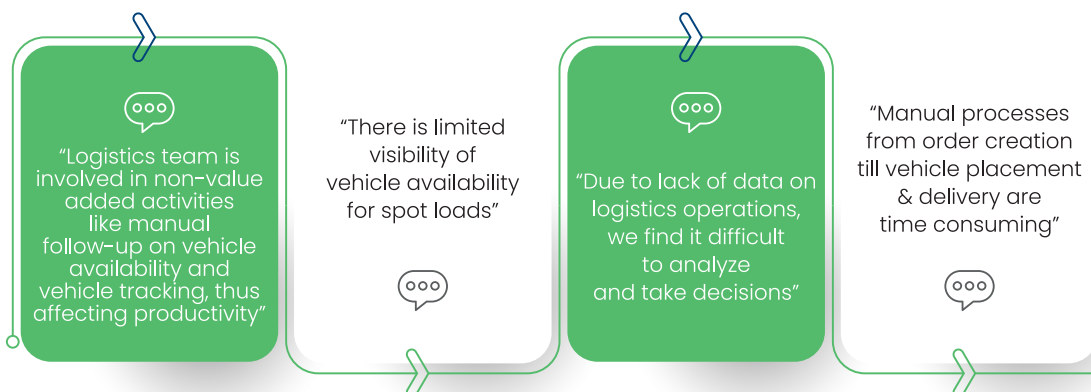 “Logistics team is
involved in non-value
added activities
like manual
follow-up on vehicle
availability and
vehicle tracking, thus
affecting productivity”
“There is limited
visibility of
vehicle availability
for spot loads”
“Due to lack of data on
logistics operations,
we find it difficult
to analyze
and take decisions”
“Manual processes
from order creation
till vehicle placement
& delivery are
time consuming”